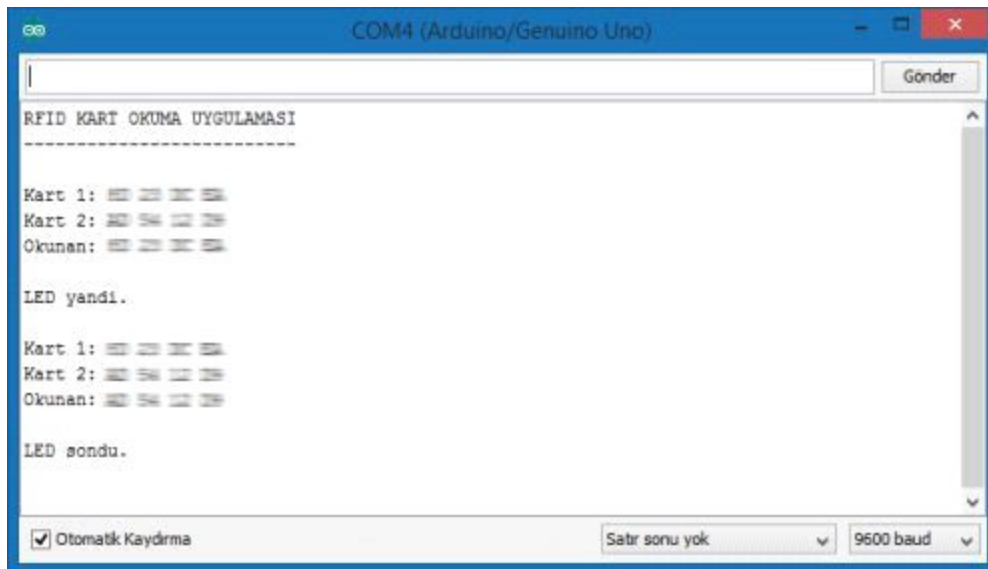 COM4 (Arduino/Genuino Uno)
Gönder
RFID KART OKUMA UYGULAMASI
--------------------------
Kart 1:
Kart 2:
Okunan:
LED yandi.
Kart 1:
Kart 2:
Okunan:
LED sondu.
Otomatik Kaydırma
Satır sonu yok
9600 baud